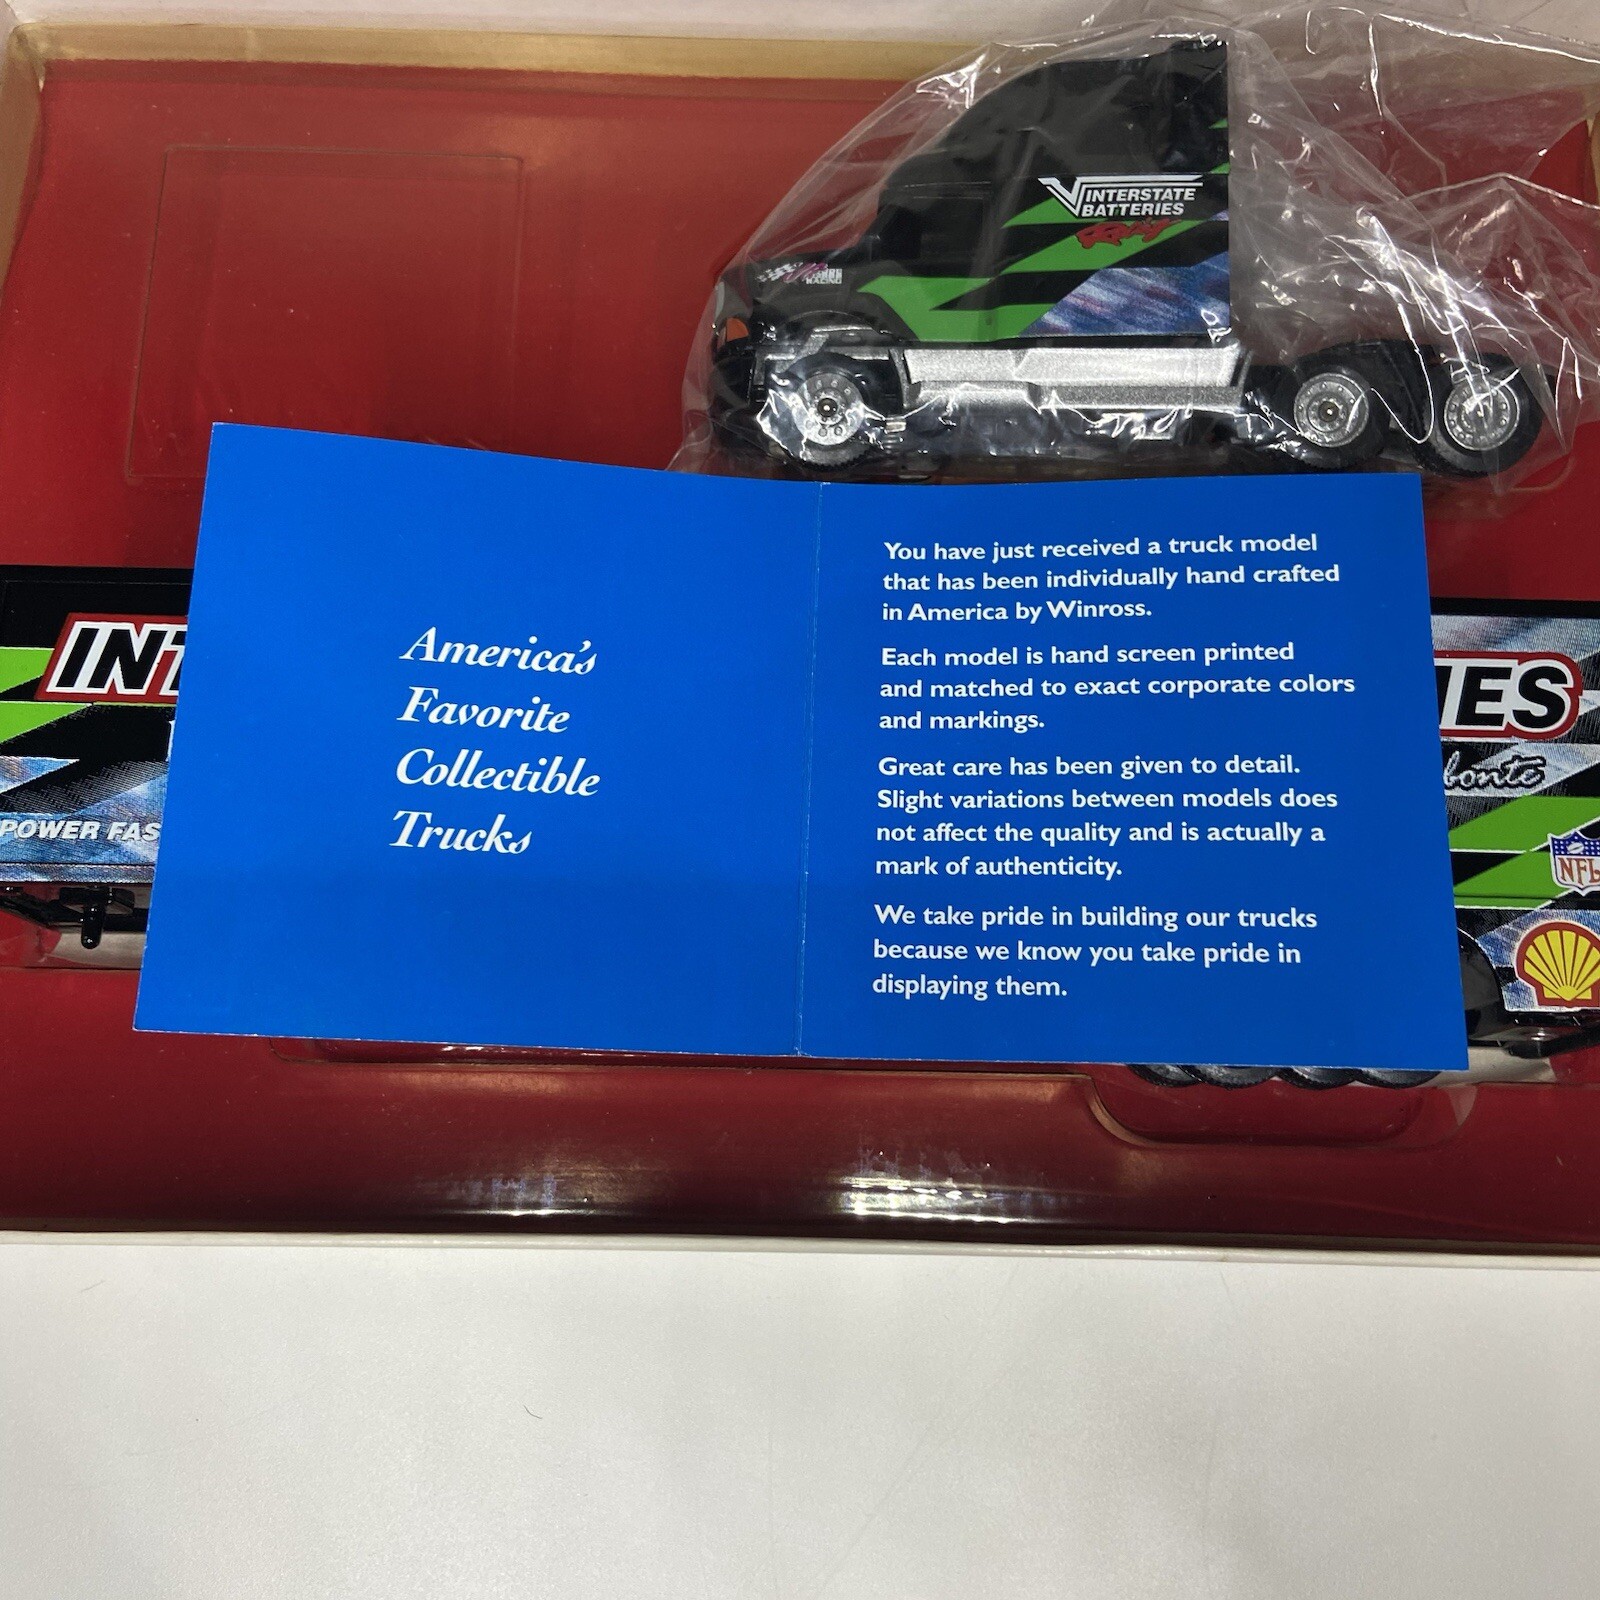 INTERSTATE
BATTERIES
Racing
RACING
America's
Favorite
Collectible
Trucks
You have just received a truck model
that has been individually hand crafted
in America by Winross.
Each model is hand screen printed
and matched to exact corporate colors
and markings.
Great care has been given to detail.
Slight variations between models does
not affect the quality and is actually a
mark of authenticity.
We take pride in building our trucks
because we know you take pride in
displaying them.
INT
POWER FAS
IES
bonte
NFL